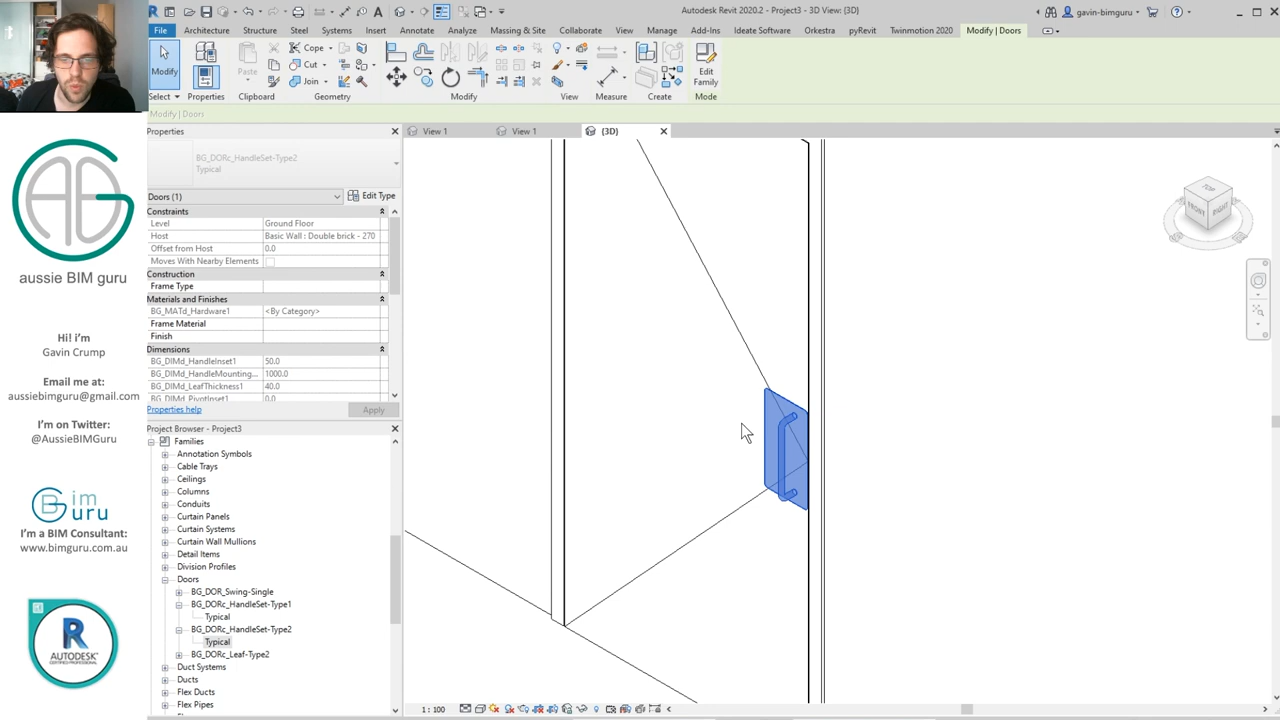 Autodesk Revit 2020.2 - Project3 - 3D View: {3D}
gavin-bimguru
File
Architecture
Structure
Steel
Systems
Insert
Annotate
Analyze
Massing & Site
Collaborate
View
Manage
Add-Ins
Ideate Software
Orkestra
pyRevit
Twinmotion 2020
Modify | Doors
Modify
Properties
Paste
Cope
Cut
Join
Edit
Family
Select
Properties
Clipboard
Geometry
Modify
View
Measure
Create
Mode
Modify | Doors
Properties
View 1
View 1
{3D}
BG_DORc_HandleSet-Type2
Typical
Doors (1)
Edit Type
Constraints
Level
Ground Floor
Host
Basic Wall : Double brick - 270
Offset from Host
0.0
Moves With Nearby Elements
Construction
Frame Type
Materials and Finishes
BG_MATd_Hardware1
<By Category>
Frame Material
Finish
Dimensions
BG_DIMd_HandleInset1
50.0
BG_DIMd_HandleMounting...
1000.0
BG_DIMd_LeafThickness1
40.0
BG_DIMd_PivotInset1
0.0
Properties help
Apply
Project Browser - Project3
Families
Annotation Symbols
Cable Trays
Ceilings
Columns
Conduits
Curtain Panels
Curtain Systems
Curtain Wall Mullions
Detail Items
Division Profiles
Doors
BG_DOR_Swing-Single
BG_DORc_HandleSet-Type1
Typical
BG_DORc_HandleSet-Type2
Typical
BG_DORc_Leaf-Type2
Duct Systems
Ducts
Flex Ducts
Flex Pipes
1 : 100
TOP
FRONT
RIGHT
aussie BIM guru
Hi! i'm
Gavin Crump
Email me at:
aussiebimguru@gmail.com
I'm on Twitter:
@AussieBIMGuru
Bim
Guru
I'm a BIM Consultant:
www.bimguru.com.au
R
AUTODESK
CERTIFIED PROFESSIONAL